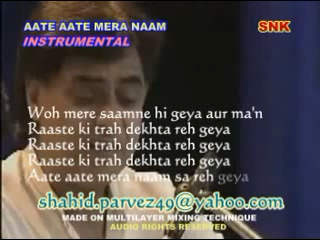 AATE AATE MERA NAAM
SNK
INSTRUMENTAL
Woh mere saamne hi geya aur ma'n
Raaste ki trah dekhta reh geya
Raaste ki trah dekhta reh geya
Raaste ki trah dekhta reh geya
Aate aate mera naam sa reh geya
shahid.parvez49@yahoo.com
MADE ON MULTILAYER MIXING TECHNIQUE
AUDIO RIGHTS RESERVED